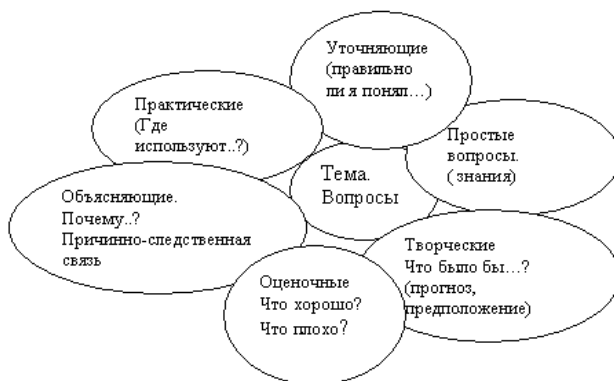 Уточняющие
(правильно
ли я понял…)
Практические
(Где
используют..?)
Простые
вопросы.
( знания)
Тема.
Вопросы
Объясняющие.
Почему..?
Причинно-следственная
связь
Творческие
Что было бы…?
(прогноз,
предположение)
Оценочные
Что хорошо?
Что плохо?